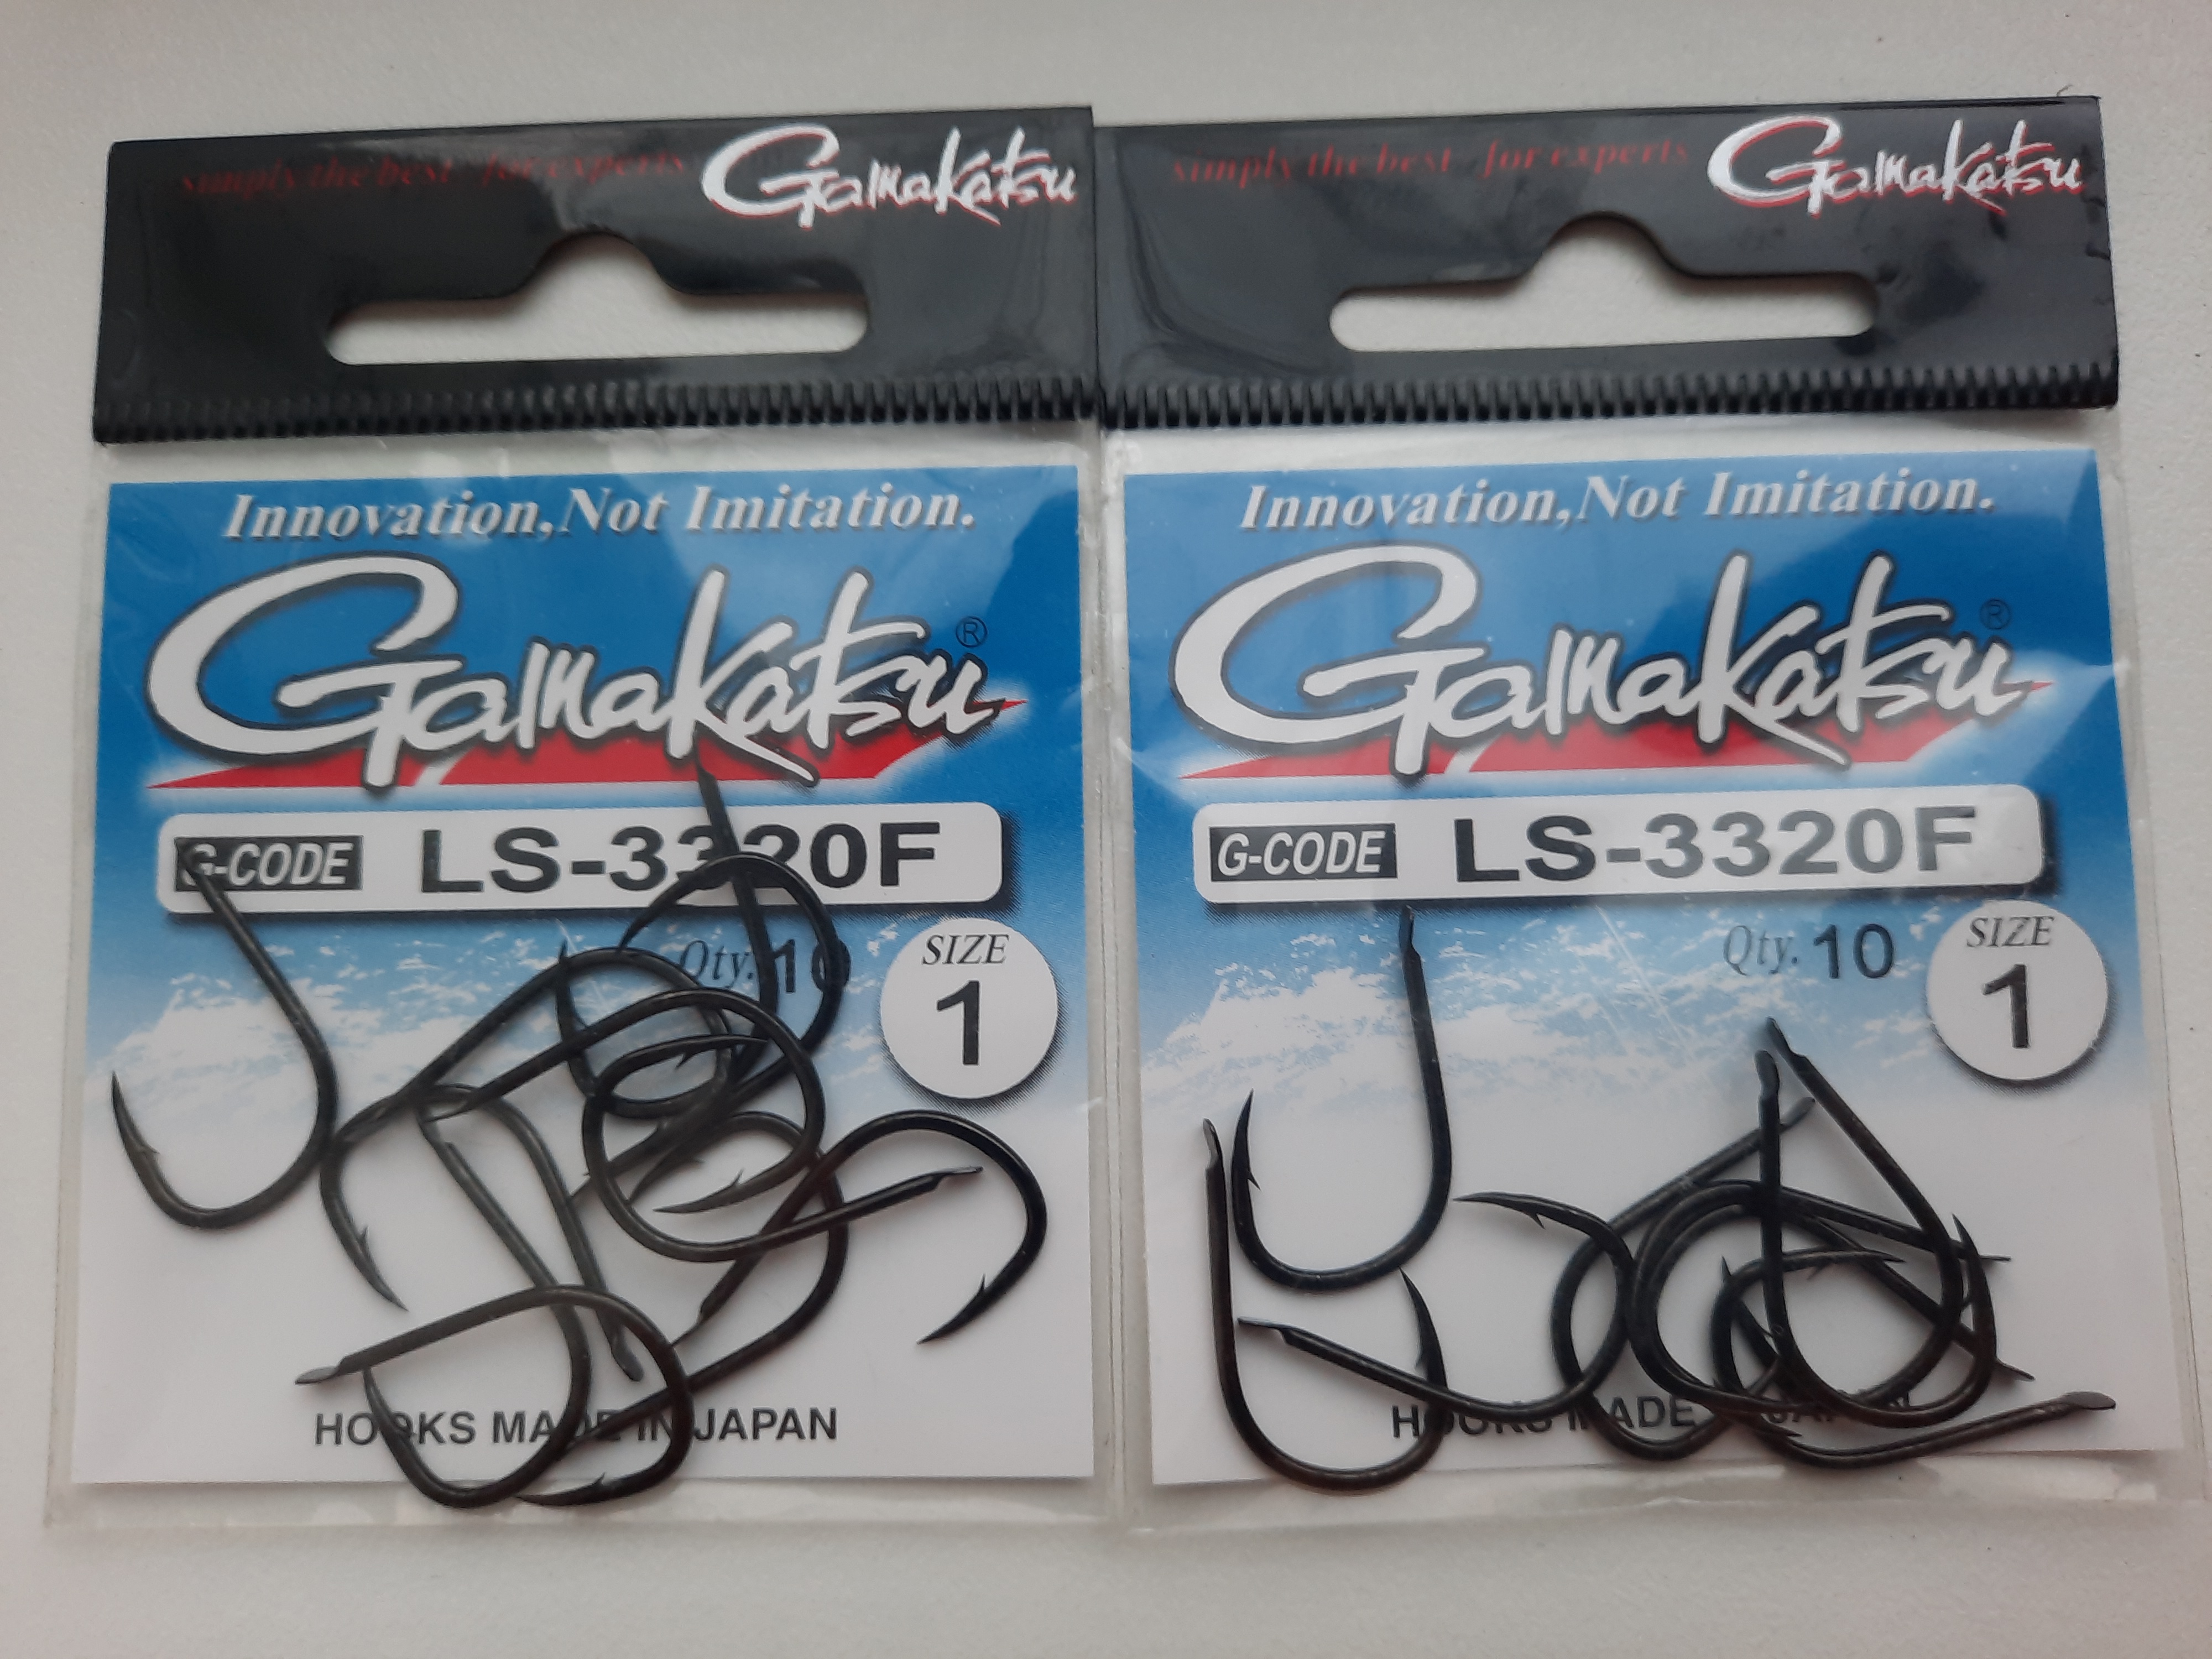 simply the best - for experts Gamakatsu
Innovation,Not Imitation.
Gamakatsu®
G-CODE LS-3320F
Qty. 10
SIZE
1
HOOKS MADE IN JAPAN
simply the best - for experts Gamakatsu
Innovation,Not Imitation.
Gamakatsu®
G-CODE LS-3320F
Qty. 10
SIZE
1
HOOKS MADE IN JAPAN